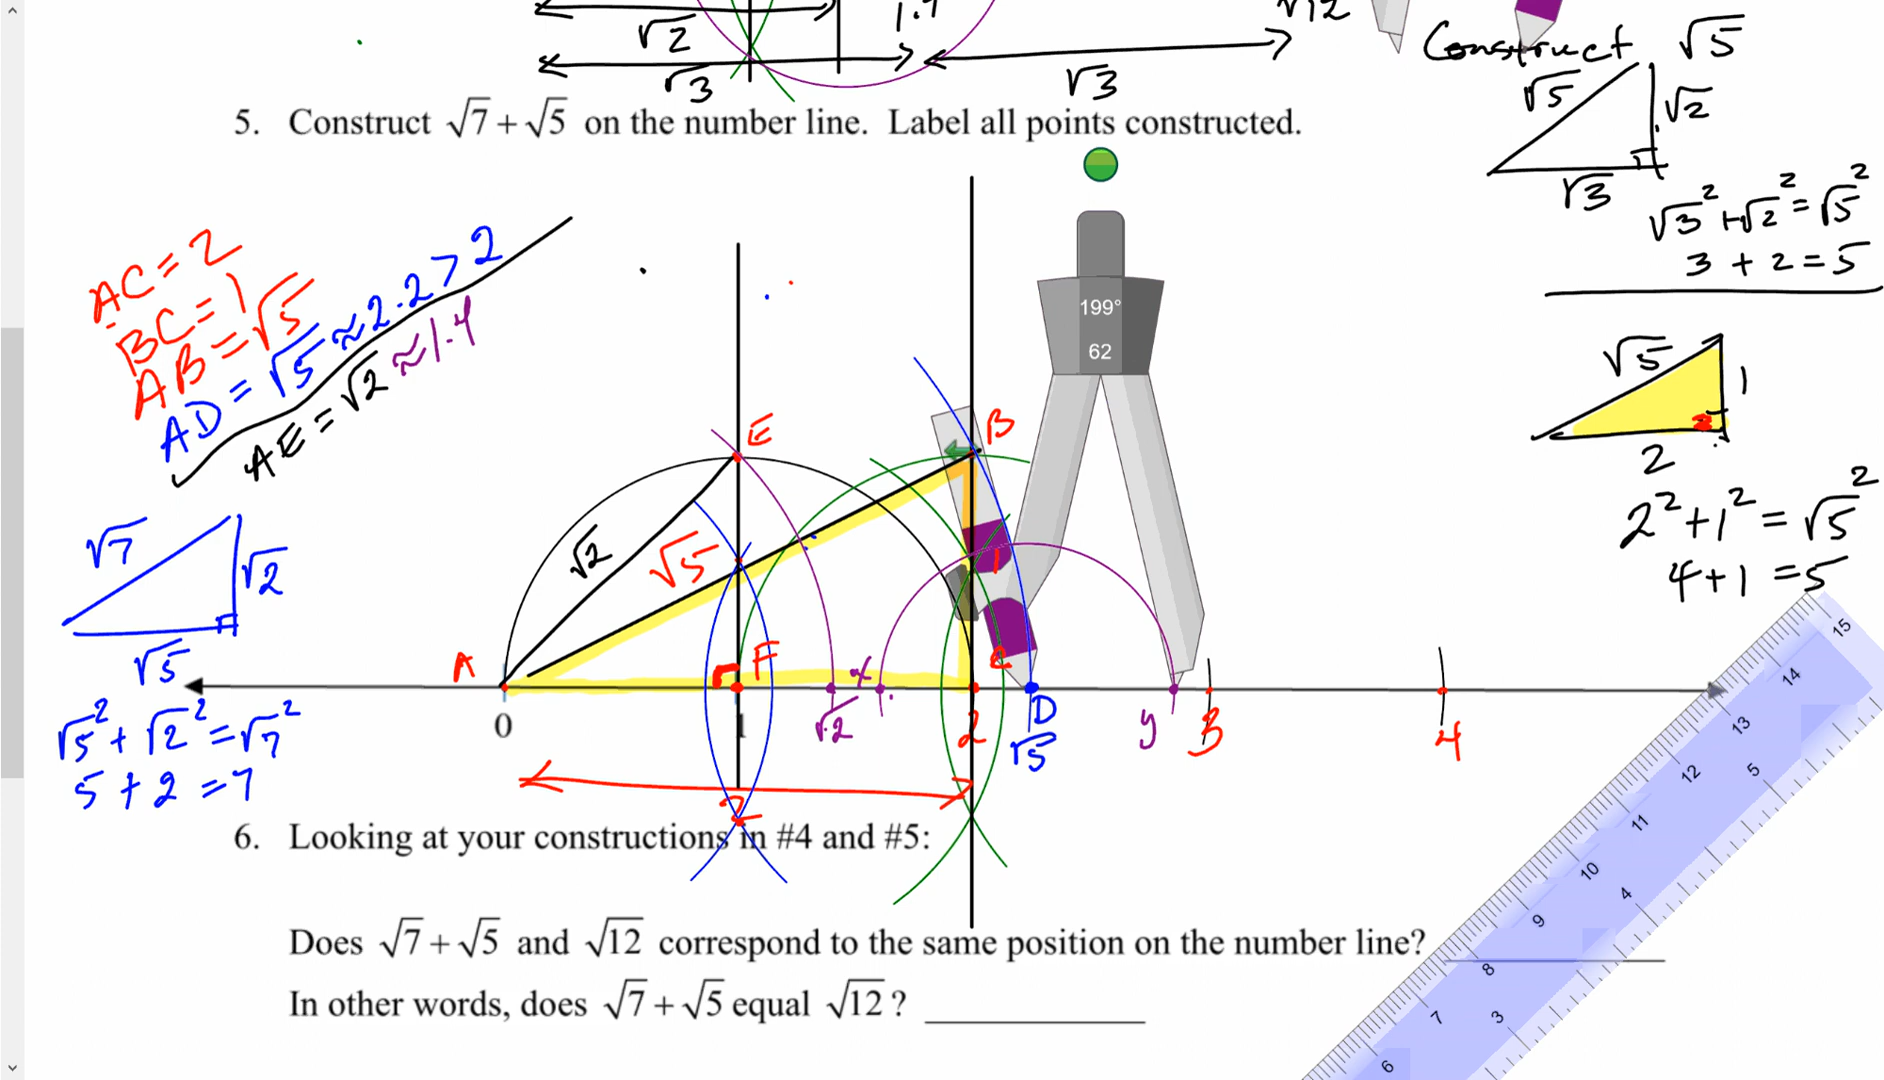 √2
1.7
√12
√3
√3
Construct √5
√5
√2
√3
√3² + √2² = √5²
3 + 2 = 5
5. Construct √7 + √5 on the number line. Label all points constructed.
199°
62
AC = 2
BC = 1
AB = √5
AD = √5 ≈ 2.2 > 2
AE = √2 ≈ 1.4
√5
1
2
2² + 1² = √5²
4 + 1 = 5
√7
√2
√5
√5² + √2² = √7²
5 + 2 = 7
E
B
√2
√5
1
A
F
x
C
D
0
1
√2
2
√5
y
3
4
2
6. Looking at your constructions in #4 and #5:
Does √7 + √5 and √12 correspond to the same position on the number line?
In other words, does √7 + √5 equal √12 ?
15
14
13
12
11
10
9
8
7
6
5
4
3